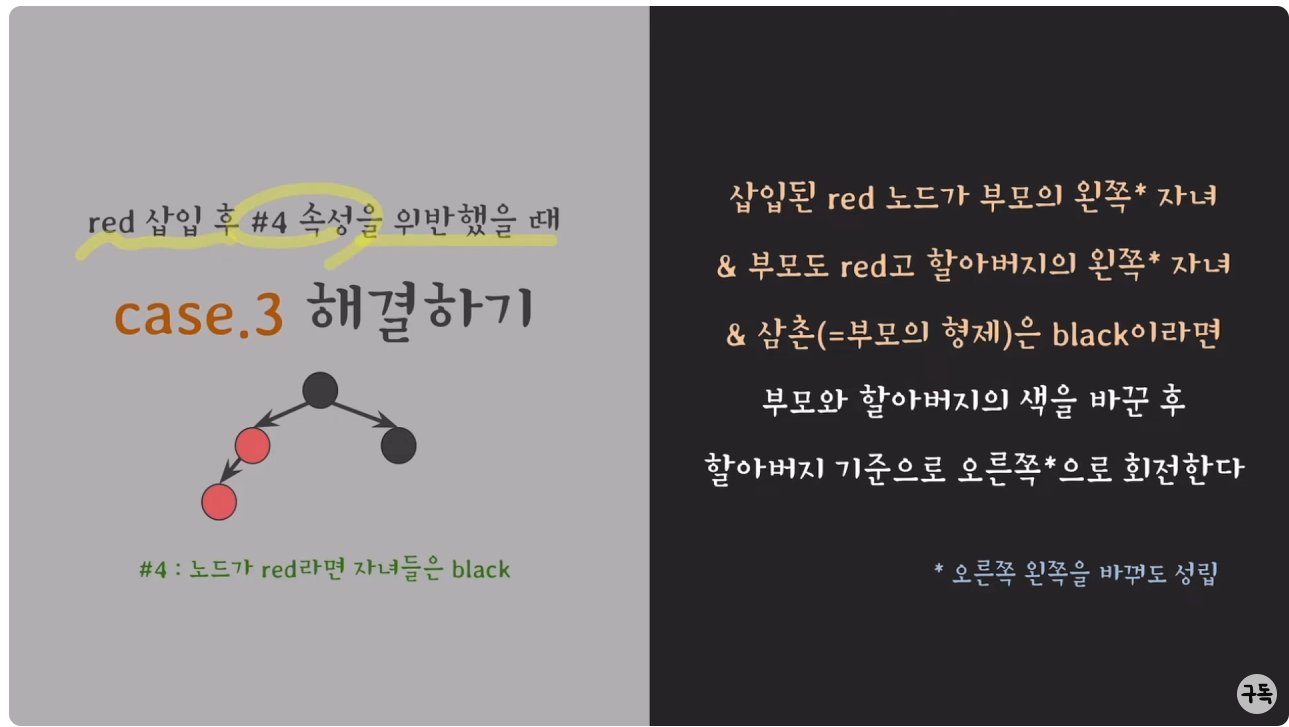 red 삽입 후 #4 속성을 위반했을 때
case.3 해결하기
#4 : 노드가 red라면 자녀들은 black
삽입된 red 노드가 부모의 왼쪽* 자녀
& 부모도 red고 할아버지의 왼쪽* 자녀
& 삼촌(=부모의 형제)은 black이라면
부모와 할아버지의 색을 바꾼 후
할아버지 기준으로 오른쪽*으로 회전한다
* 오른쪽 왼쪽을 바꿔도 성립
구독